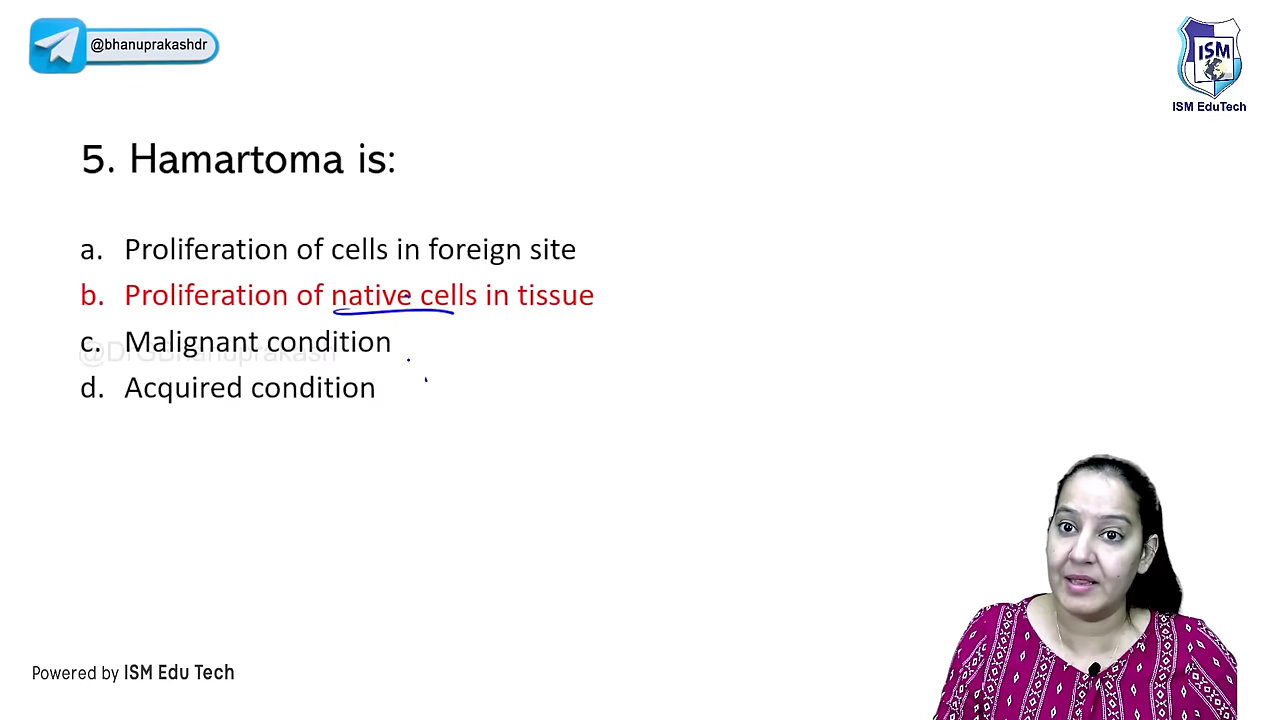 @bhanuprakashdr
ISM
ISM EduTech
5. Hamartoma is:
a. Proliferation of cells in foreign site
b. Proliferation of native cells in tissue
c. Malignant condition
@DrGBhanuprakash
d. Acquired condition
Powered by ISM Edu Tech